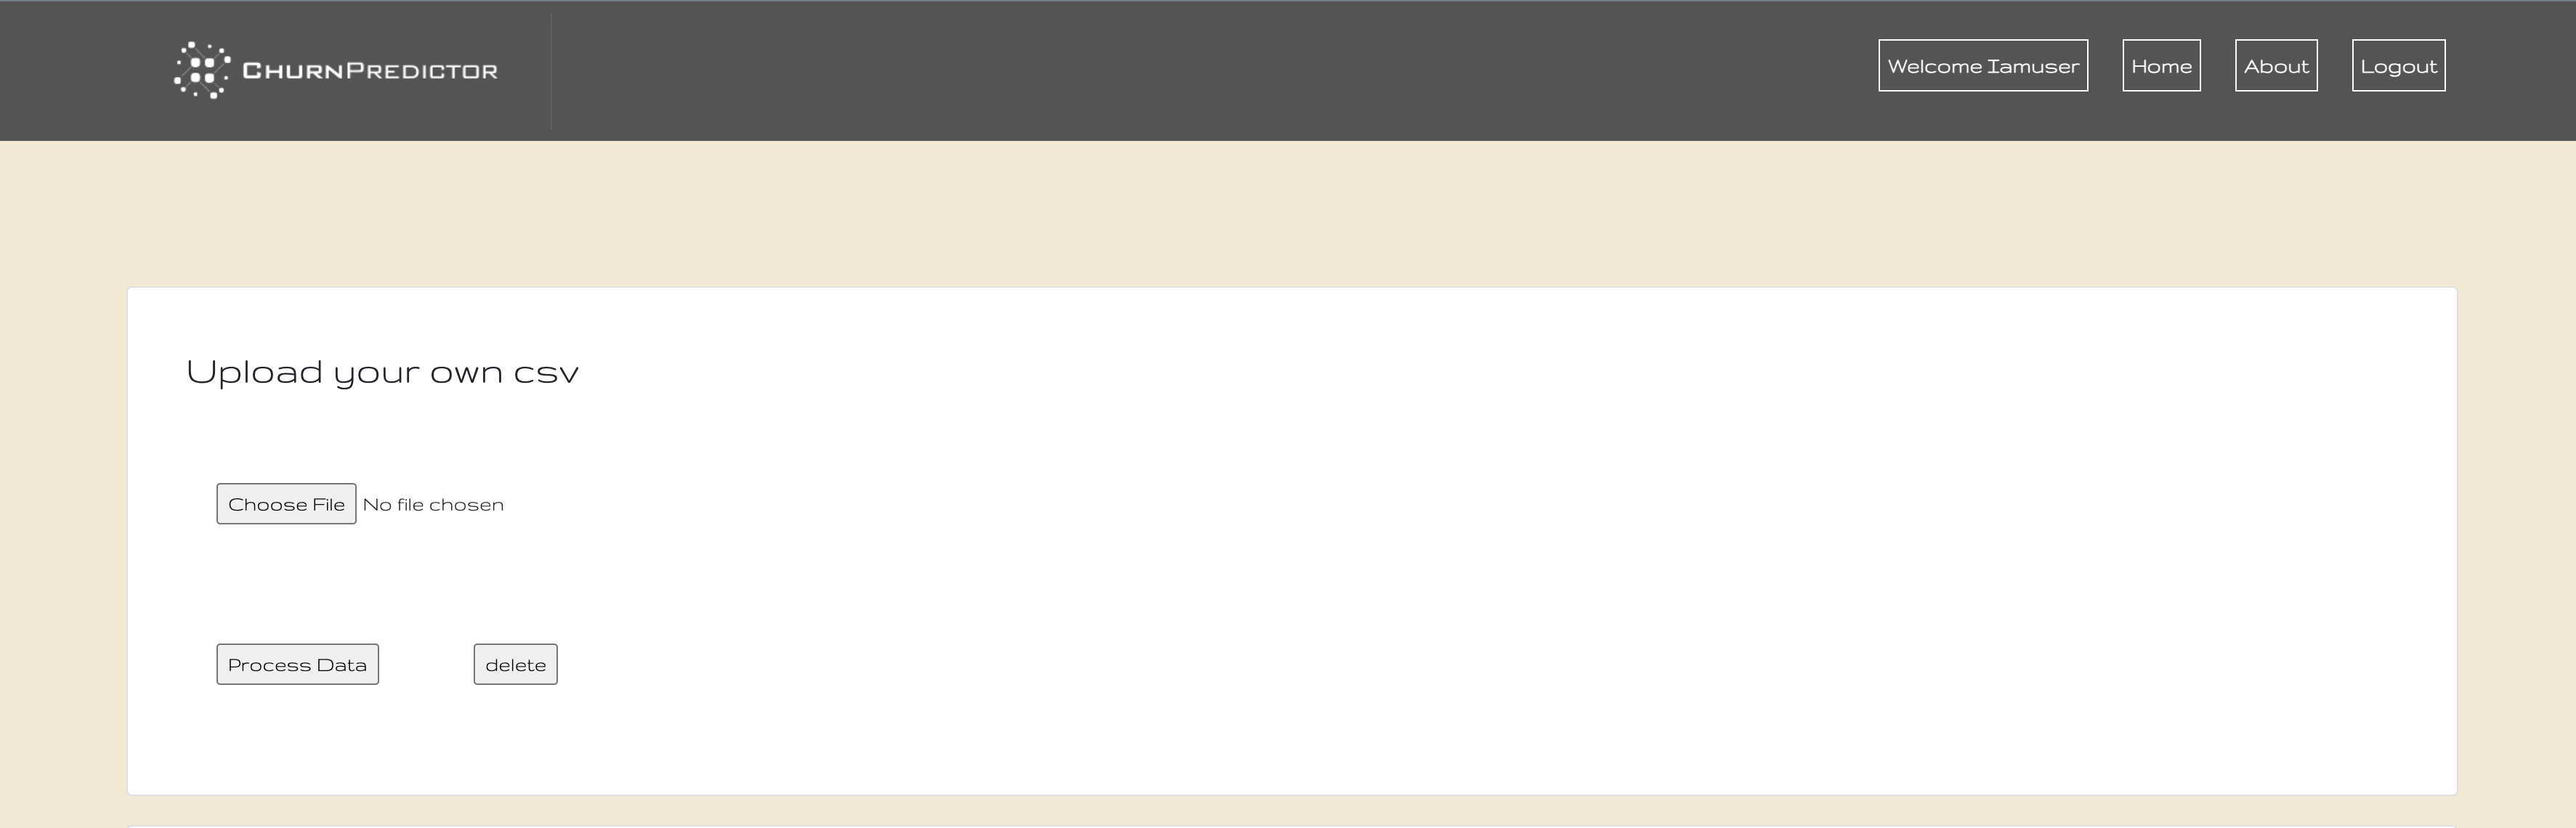 CHURNPREDICTOR
Welcome Iamuser Home About Logout
Upload your own csv
Choose File No file chosen
Process Data delete